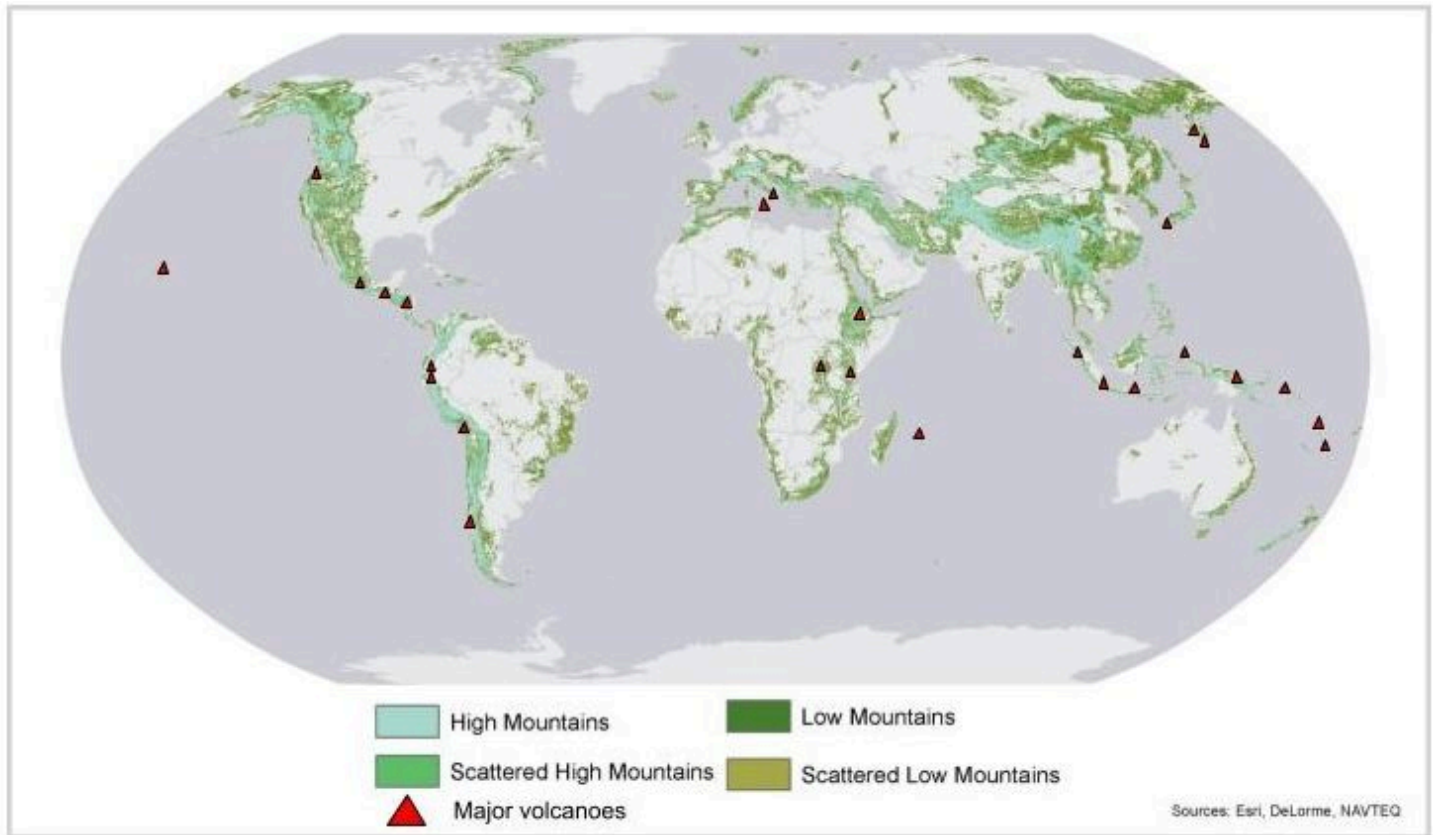 High Mountains
Low Mountains
Scattered High Mountains
Scattered Low Mountains
Major volcanoes
Sources: Esri, DeLorme, NAVTEQ